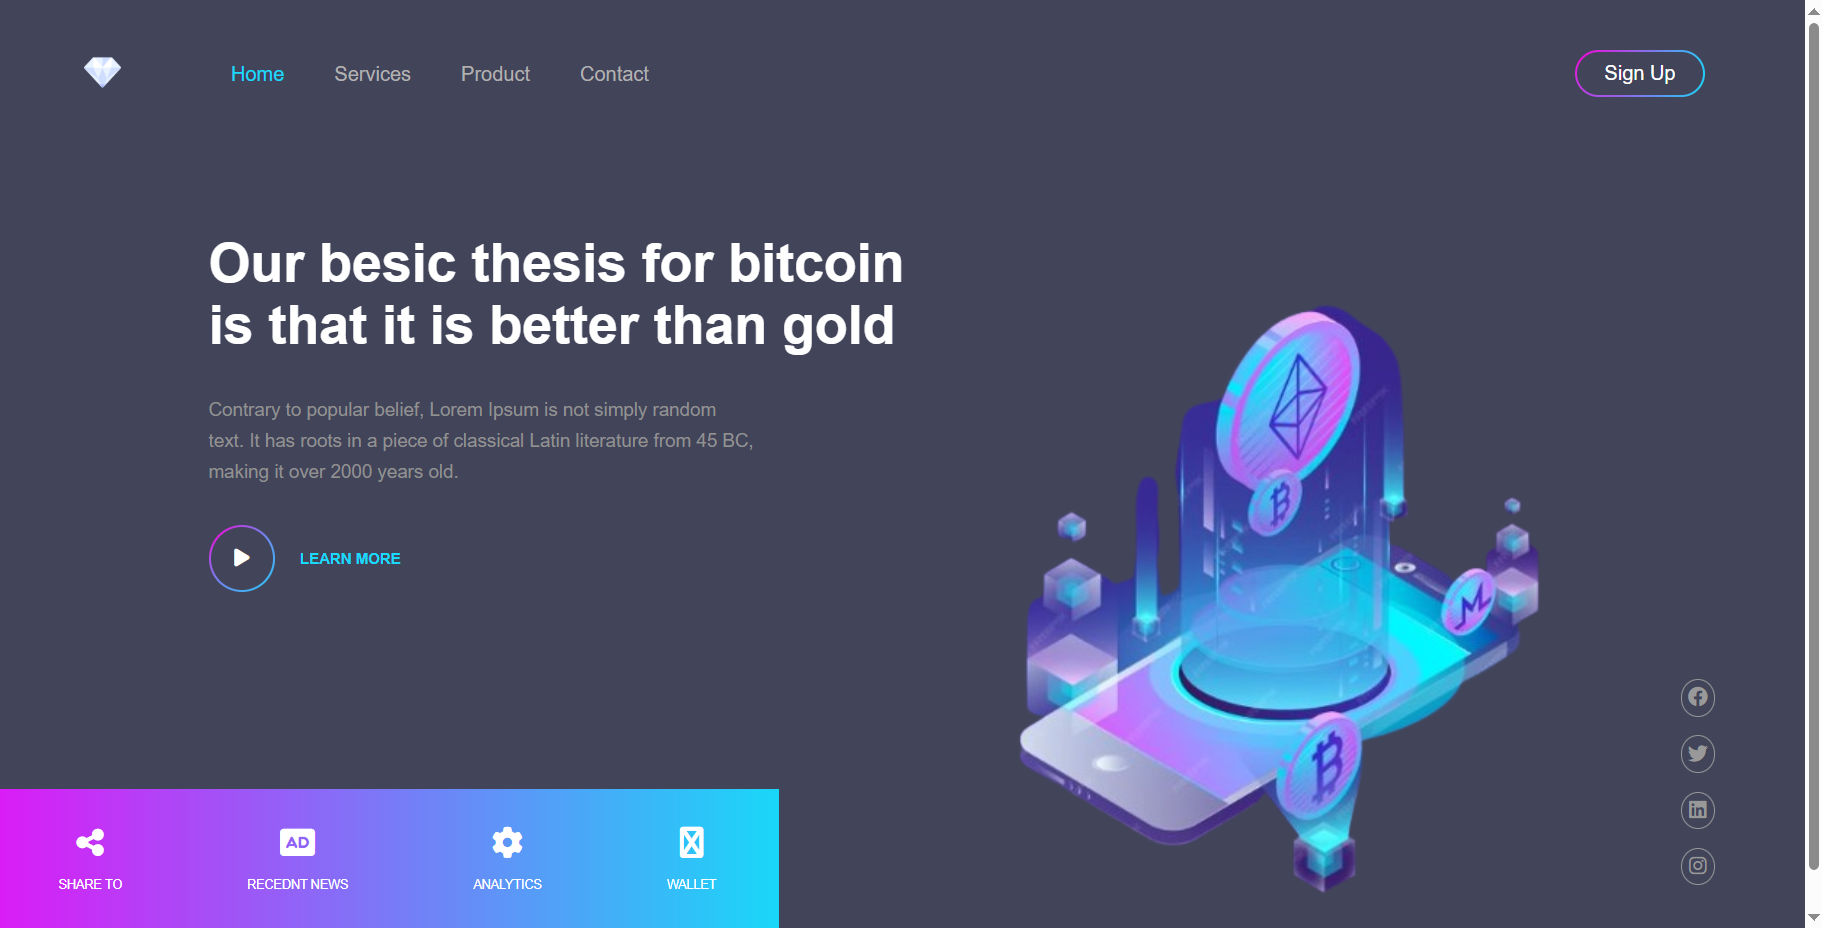 Home
Services
Product
Contact
Sign Up
Our besic thesis for bitcoin
is that it is better than gold
Contrary to popular belief, Lorem Ipsum is not simply random
text. It has roots in a piece of classical Latin literature from 45 BC,
making it over 2000 years old.
LEARN MORE
AD
SHARE TO
RECEDNT NEWS
ANALYTICS
WALLET